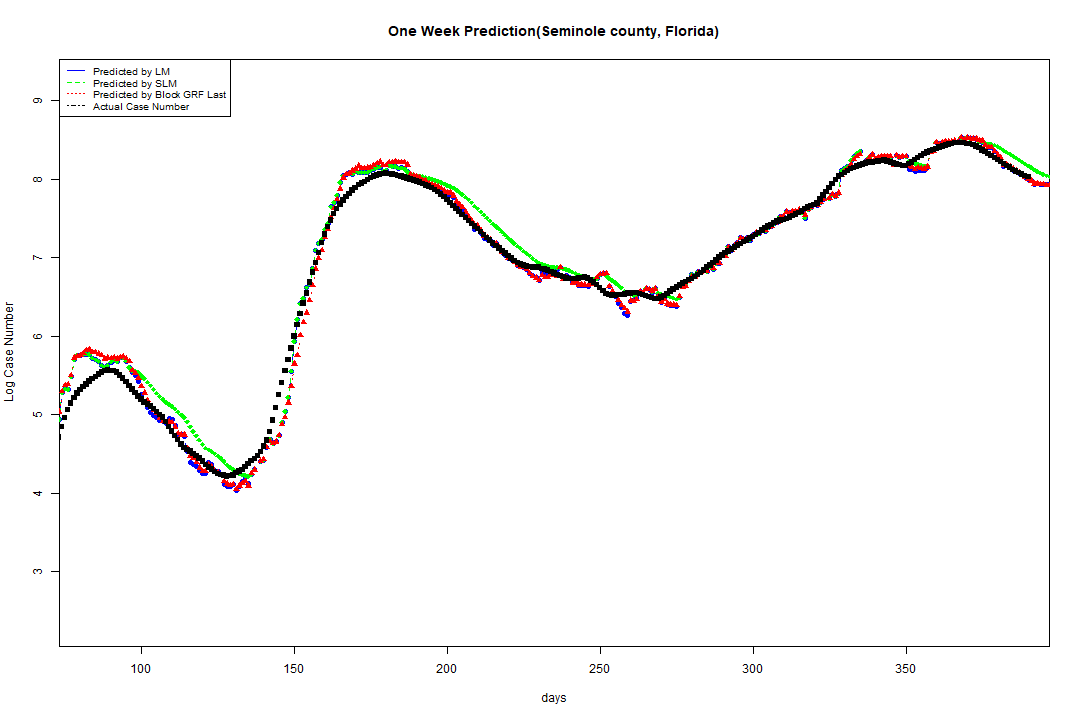 One Week Prediction(Seminole county, Florida)
Predicted by LM
Predicted by SLM
Predicted by Block GRF Last
Actual Case Number
9
8
7
6
5
4
3
Log Case Number
100 150 200 250 300 350
days